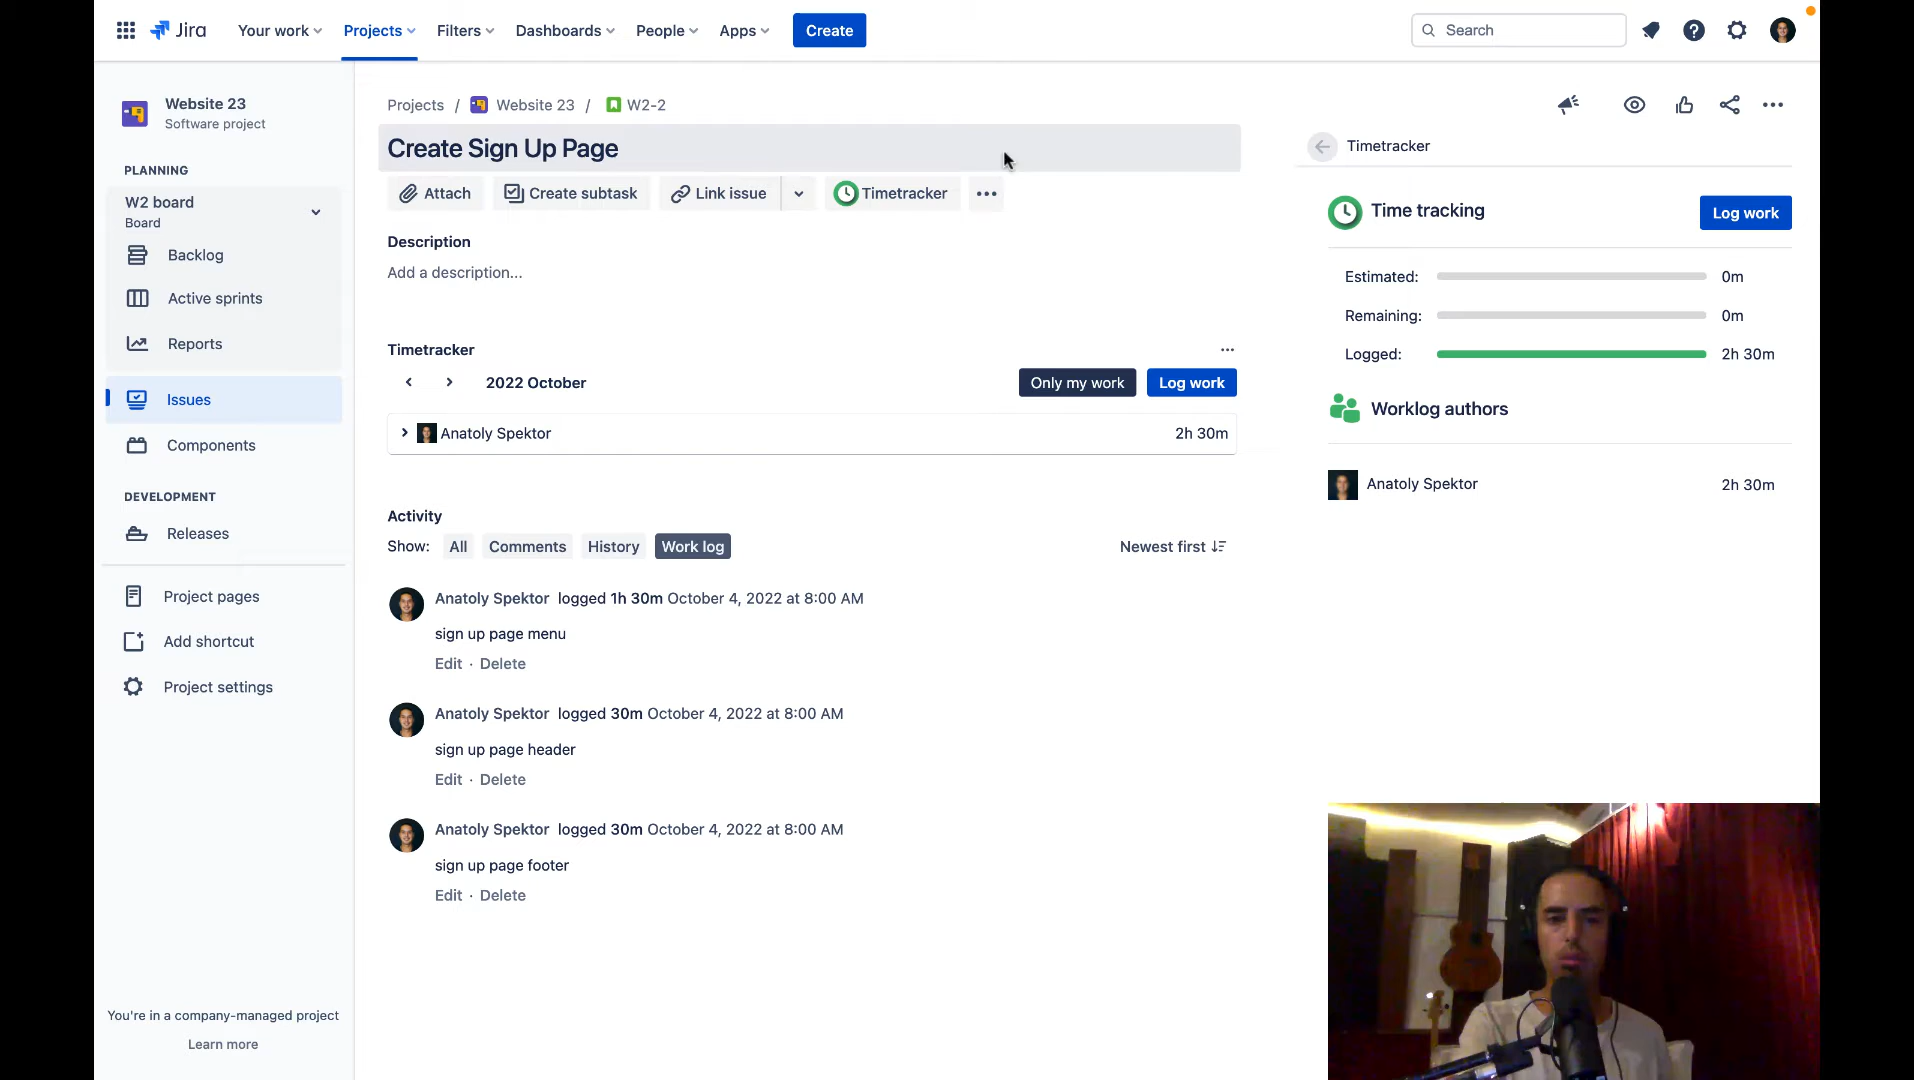 Jira
Your work
Projects
Filters
Dashboards
People
Apps
Create
Search
Website 23
Software project
PLANNING
W2 board
Board
Backlog
Active sprints
Reports
Issues
Components
DEVELOPMENT
Releases
Project pages
Add shortcut
Project settings
You're in a company-managed project
Learn more
Projects / Website 23 / W2-2
Create Sign Up Page
Attach
Create subtask
Link issue
Timetracker
Description
Add a description...
Timetracker
2022 October
Only my work
Log work
Anatoly Spektor 2h 30m
Activity
Show: All Comments History Work log
Newest first
Anatoly Spektor logged 1h 30m October 4, 2022 at 8:00 AM
sign up page menu
Edit · Delete
Anatoly Spektor logged 30m October 4, 2022 at 8:00 AM
sign up page header
Edit · Delete
Anatoly Spektor logged 30m October 4, 2022 at 8:00 AM
sign up page footer
Edit · Delete
Timetracker
Time tracking
Log work
Estimated: 0m
Remaining: 0m
Logged: 2h 30m
Worklog authors
Anatoly Spektor 2h 30m